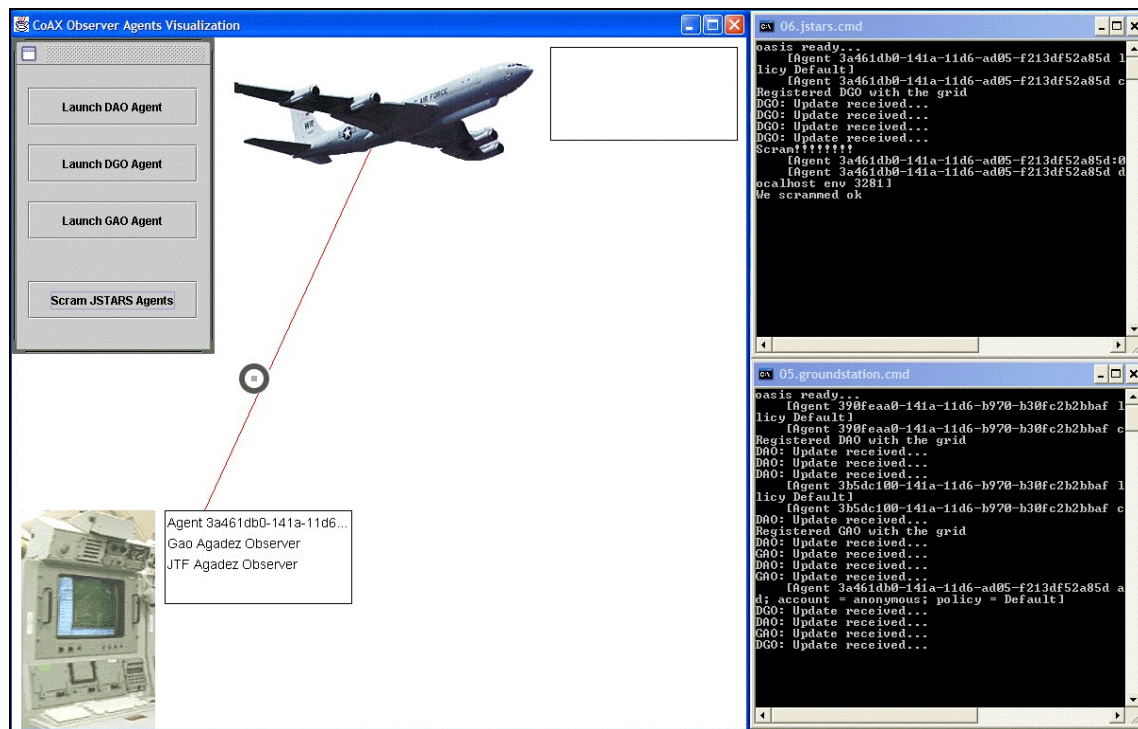 CoAX Observer Agents Visualization
Launch DAO Agent
Launch DGO Agent
Launch GAO Agent
Scram JSTARS Agents
AIR FORCE
WR
Agent 3a461db0-141a-11d6...
Gao Agadez Observer
JTF Agadez Observer
06.jstars.cmd
oasis ready...
[Agent 3a461db0-141a-11d6-ad05-f213df52a85d l
licy Default]
[Agent 3a461db0-141a-11d6-ad05-f213df52a85d c
Registered DGO with the grid
DGO: Update received...
DGO: Update received...
DGO: Update received...
DGO: Update received...
Scram!!!!!!!!
[Agent 3a461db0-141a-11d6-ad05-f213df52a85d:0
[Agent 3a461db0-141a-11d6-ad05-f213df52a85d d
ocalhost env 3281]
We scrammed ok
05.groundstation.cmd
oasis ready...
[Agent 390feaa0-141a-11d6-b970-b30fc2b2bbaf l
licy Default]
[Agent 390feaa0-141a-11d6-b970-b30fc2b2bbaf c
Registered DAO with the grid
DAO: Update received...
DAO: Update received...
DAO: Update received...
[Agent 3b5dc100-141a-11d6-b970-b30fc2b2bbaf l
licy Default]
[Agent 3b5dc100-141a-11d6-b970-b30fc2b2bbaf c
DAO: Update received...
Registered GAO with the grid
DAO: Update received...
GAO: Update received...
DAO: Update received...
GAO: Update received...
[Agent 3a461db0-141a-11d6-ad05-f213df52a85d a
d; account = anonymous; policy = Default]
DGO: Update received...
DAO: Update received...
GAO: Update received...
DGO: Update received...